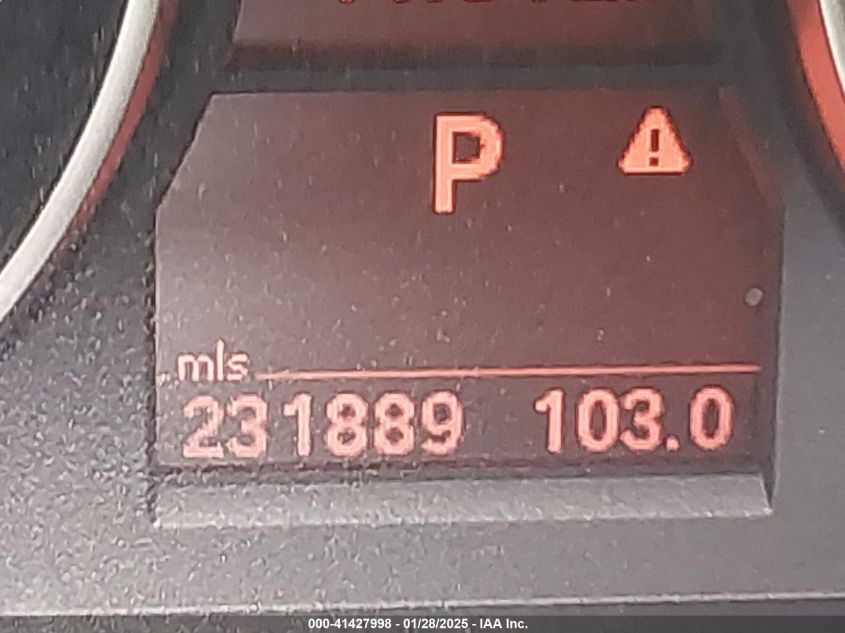 P
mls
231889 103.0
000-41427998 - 01/28/2025 - IAA Inc.